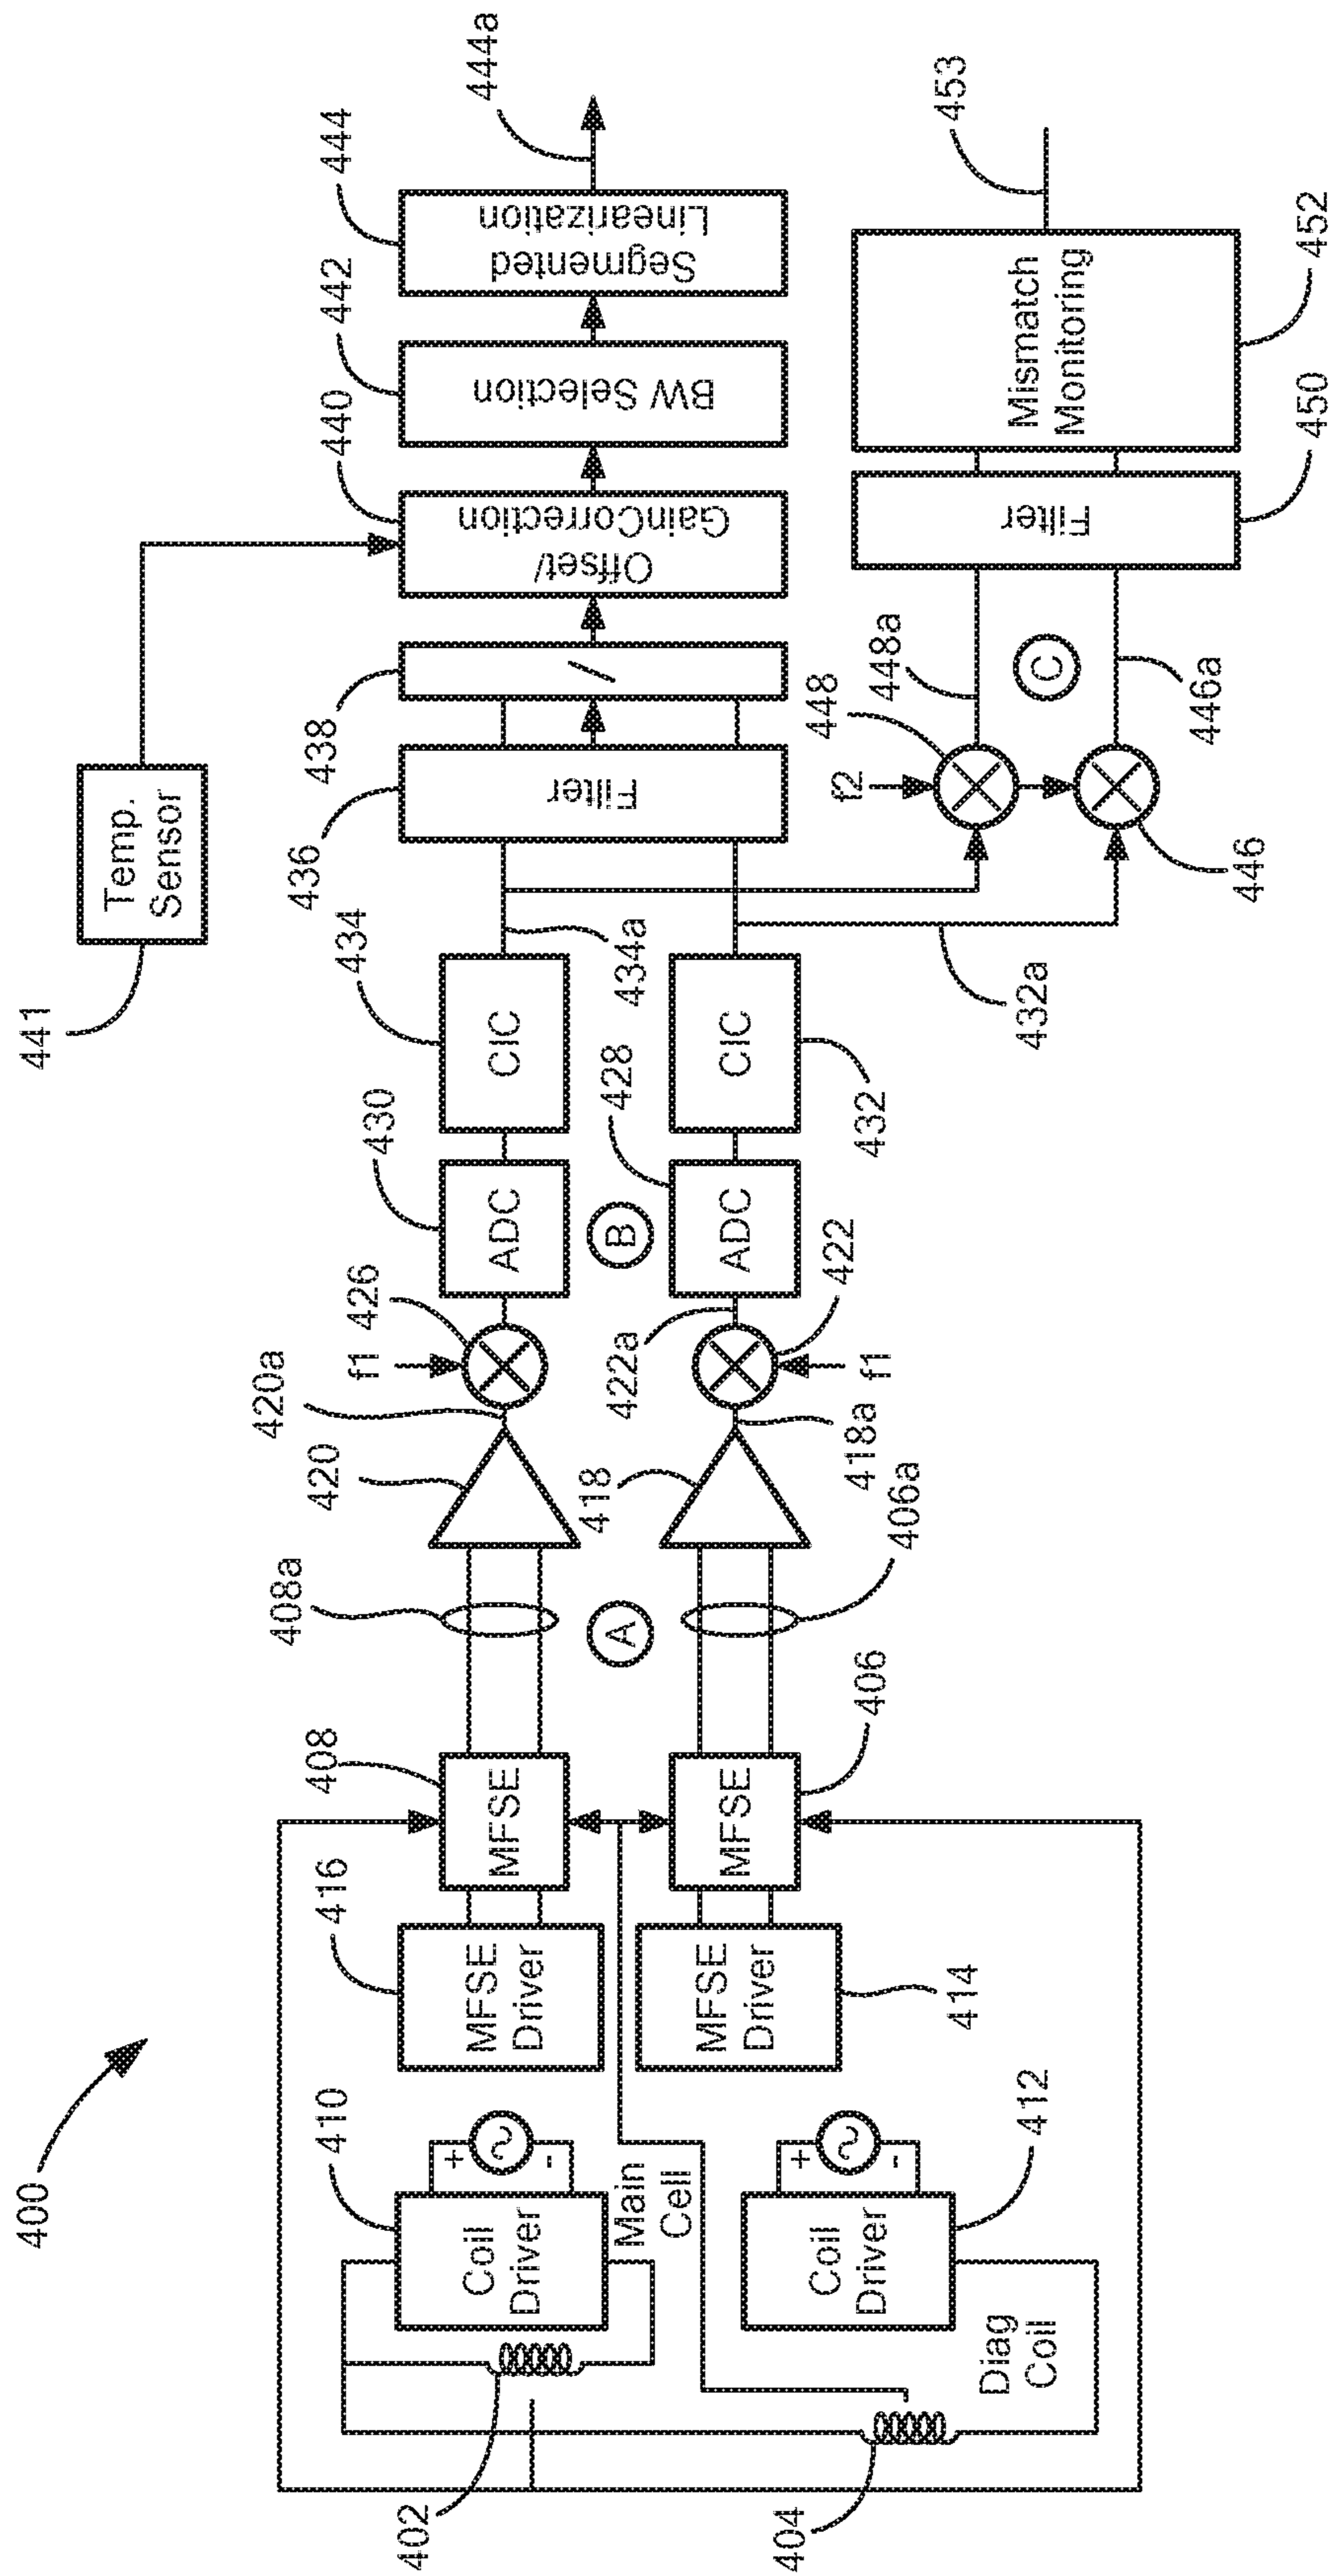 400
441
Temp.
Sensor
402
410
Coil
Driver
+
-
Main
Cell
416
MFSE
Driver
408
MFSE
408a
420
420a
f1
426
430
ADC
434
CIC
434a
436
Filter
438
/
440
Offset/
GainCorrection
442
BW Selection
444
Segmented
Linearization
444a
A
B
404
Diag
Coil
Coil
Driver
+
-
412
MFSE
Driver
414
MFSE
406
406a
418
418a
422a
f1
422
428
ADC
CIC
432
432a
f2
448
448a
C
446
446a
Filter
450
Mismatch
Monitoring
452
453